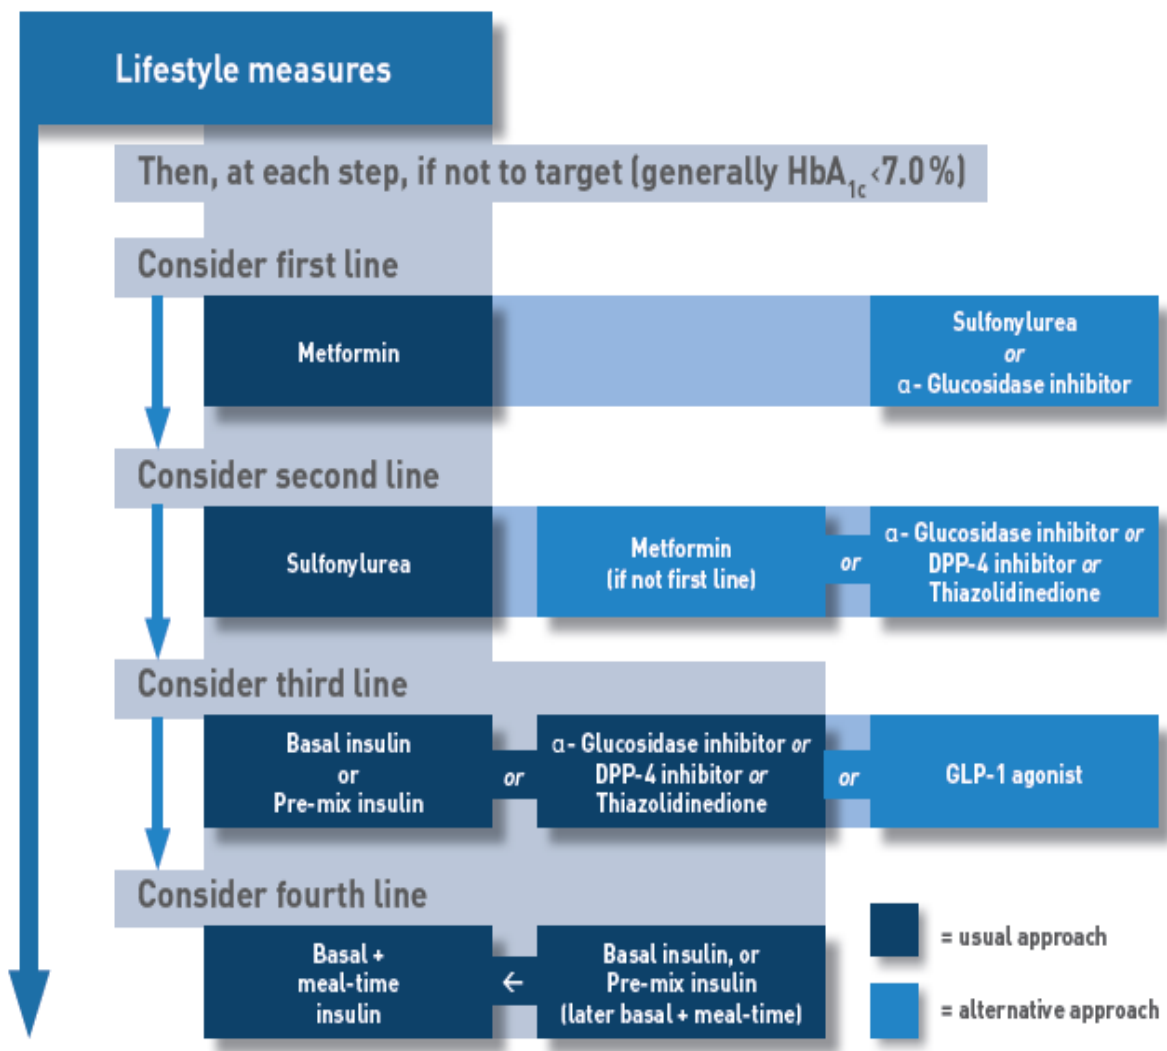 Lifestyle measures
Then, at each step, if not to target (generally HbA1c <7.0%)
Consider first line
Metformin
Sulfonylurea
or
α- Glucosidase inhibitor
Consider second line
Sulfonylurea
Metformin
(if not first line)
or
α- Glucosidase inhibitor or
DPP-4 inhibitor or
Thiazolidinedione
Consider third line
Basal insulin
or
Pre-mix insulin
or
α- Glucosidase inhibitor or
DPP-4 inhibitor or
Thiazolidinedione
or
GLP-1 agonist
Consider fourth line
Basal +
meal-time
insulin
←
Basal insulin, or
Pre-mix insulin
(later basal + meal-time)
= usual approach
= alternative approach